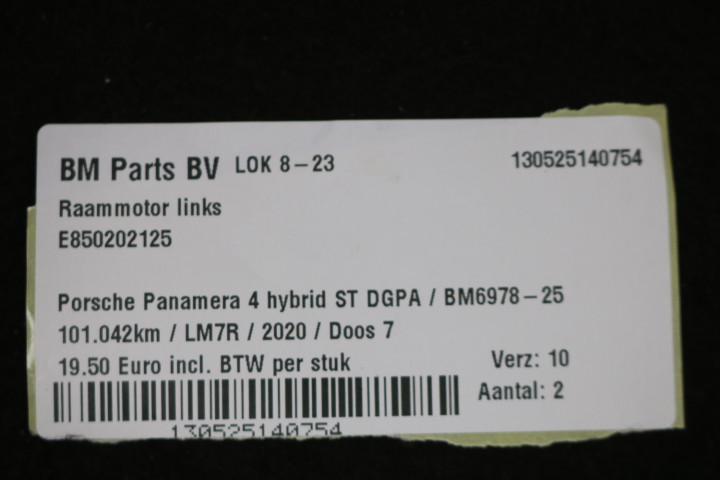 BM Parts BV LOK 8-23 130525140754
Raammotor links
E850202125
Porsche Panamera 4 hybrid ST DGPA / BM6978-25
101.042km / LM7R / 2020 / Doos 7
19.50 Euro incl. BTW per stuk Verz: 10
Aantal: 2
130525140754